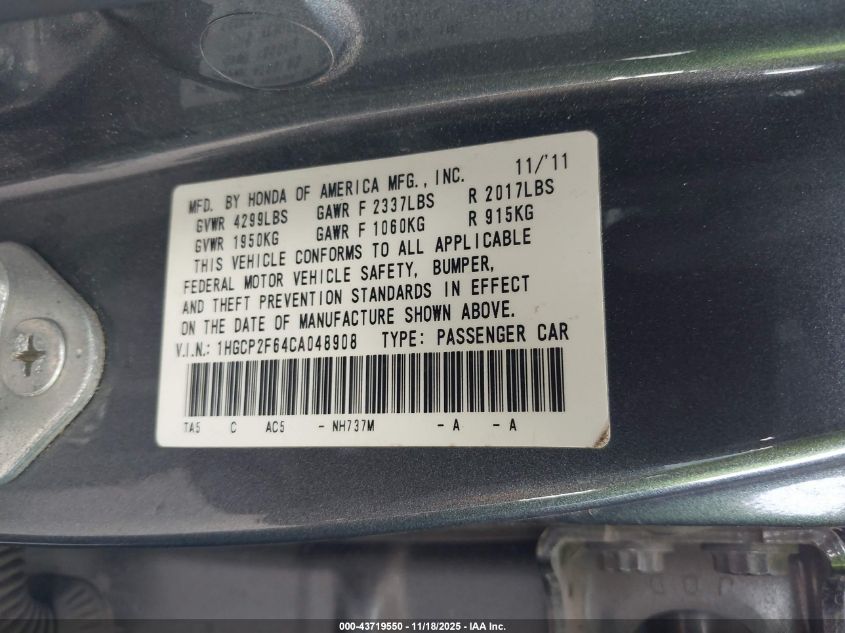 MFD. BY HONDA OF AMERICA MFG., INC. 11/'11
GVWR 4299LBS GAWR F 2337LBS R 2017LBS
GVWR 1950KG GAWR F 1060KG R 915KG
THIS VEHICLE CONFORMS TO ALL APPLICABLE
FEDERAL MOTOR VEHICLE SAFETY, BUMPER,
AND THEFT PREVENTION STANDARDS IN EFFECT
ON THE DATE OF MANUFACTURE SHOWN ABOVE.
V.I.N.: 1HGCP2F64CA048908 TYPE: PASSENGER CAR
TA5 C AC5 - NH737M - A - A
000-43719550 - 11/18/2025 - IAA Inc.